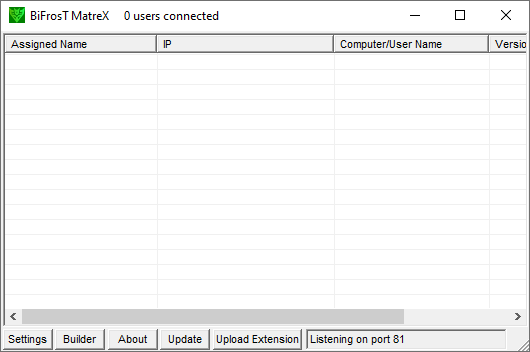 BiFrosT MatreX 0 users connected
Assigned Name IP Computer/User Name Versio
Settings Builder About Update Upload Extension Listening on port 81